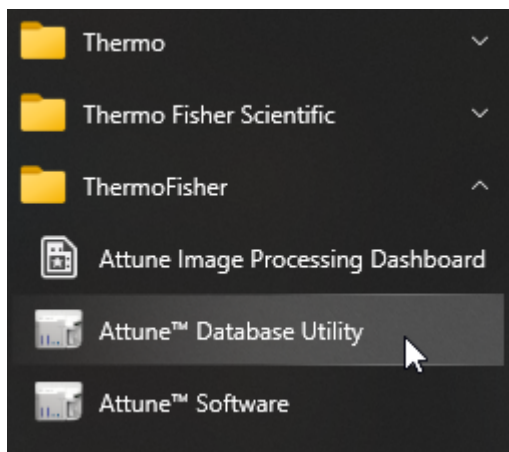 Thermo
Thermo Fisher Scientific
ThermoFisher
Attune Image Processing Dashboard
Attune™ Database Utility
Attune™ Software